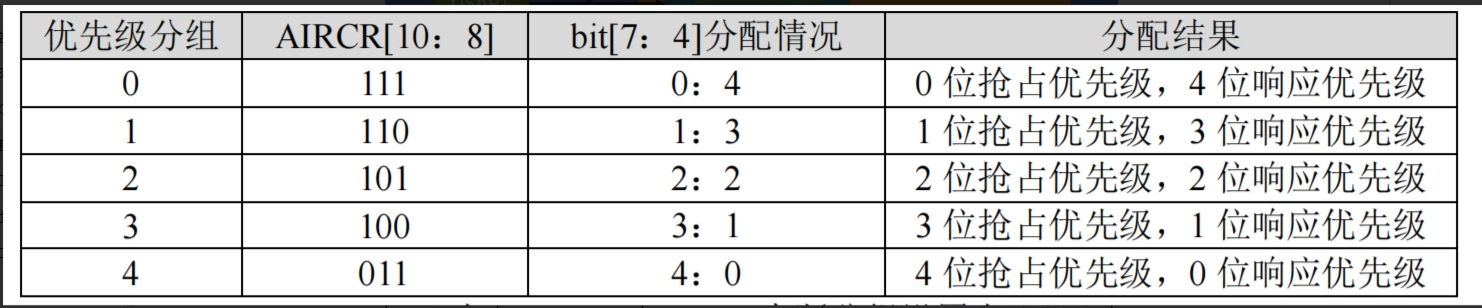 优先级分组 AIRCR[10：8] bit[7：4]分配情况 分配结果
0 111 0：4 0 位抢占优先级，4 位响应优先级
1 110 1：3 1 位抢占优先级，3 位响应优先级
2 101 2：2 2 位抢占优先级，2 位响应优先级
3 100 3：1 3 位抢占优先级，1 位响应优先级
4 011 4：0 4 位抢占优先级，0 位响应优先级